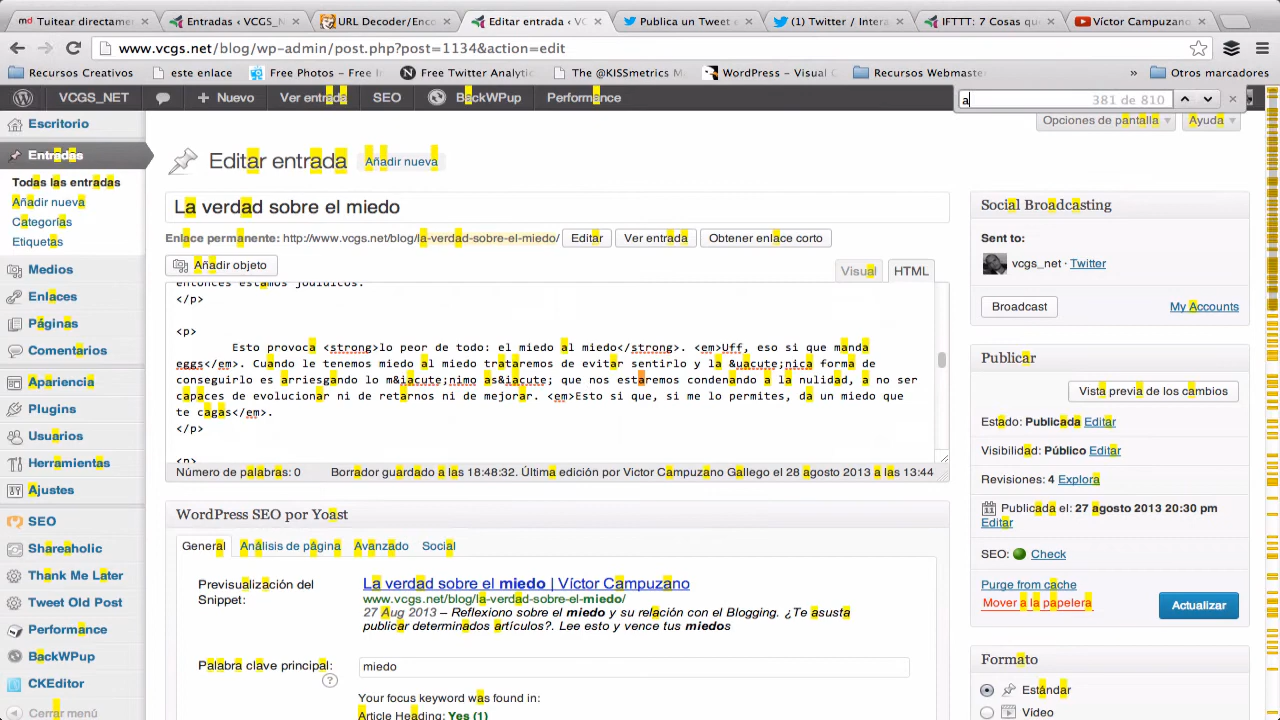 Tuitear directamen
Entradas ‹ VCGS_N
URL Decoder/Enco
Editar entrada ‹ VC
Publica un Tweet e
(1) Twitter / Intera
IFTTT: 7 Cosas q
Víctor Campuzan
www.vcgs.net/blog/wp-admin/post.php?post=1134&action=edit
Recursos Creativos
este enlace
Free Photos - Free I
Free Twitter Analytic
The @KISSmetrics M
WordPress - Visual Q
Recursos Webmaste
»
Otros marcadores
VCGS_NET
+ Nuevo
Ver entrada
SEO
BackWPup
Performance
a
381 de 810
Opciones de pantalla
Ayuda
Escritorio
Entradas
Todas las entradas
Añadir nueva
Categorías
Etiquetas
Medios
Enlaces
Páginas
Comentarios
Apariencia
Plugins
Usuarios
Herramientas
Ajustes
SEO
Shareaholic
Thank Me Later
Tweet Old Post
Performance
BackWPup
CKEditor
Cerrar menú
Editar entrada
Añadir nueva
La verdad sobre el miedo
Enlace permanente: http://www.vcgs.net/blog/la-verdad-sobre-el-miedo/
Editar
Ver entrada
Obtener enlace corto
Añadir objeto
Visual
HTML
entonces estamos jodidicos.
</p>
<p>
Esto provoca <strong>lo peor de todo: el miedo al miedo</strong>. <em>Uff, eso si que manda
eggs</em>. Cuando le tenemos miedo al miedo trataremos de evitar sentirlo y la &uacute;nica forma de
conseguirlo es arriesgando lo m&iacute;nimo as&iacute; que nos estaremos condenando a la nulidad, a no ser
capaces de evolucionar ni de retarnos ni de mejorar. <em>Esto si que, si me lo permites, da un miedo que
te cagas</em>.
</p>
<p>
Número de palabras: 0
Borrador guardado a las 18:48:32. Última edición por Victor Campuzano Gallego el 28 agosto 2013 a las 13:44
WordPress SEO por Yoast
General
Análisis de página
Avanzado
Social
Previsualización del
Snippet:
La verdad sobre el miedo | Víctor Campuzano
www.vcgs.net/blog/la-verdad-sobre-el-miedo/
27 Aug 2013 – Reflexiono sobre el miedo y su relación con el Blogging. ¿Te asusta
publicar determinados artículos?. Lee esto y vence tus miedos
Palabra clave principal:
miedo
?
Your focus keyword was found in:
Article Heading: Yes (1)
Social Broadcasting
Sent to:
vcgs_net · Twitter
Broadcast
My Accounts
Publicar
Vista previa de los cambios
Estado: Publicada Editar
Visibilidad: Público Editar
Revisiones: 4 Explora
Publicada el: 27 agosto 2013 20:30 pm
Editar
SEO: Check
Purge from cache
Mover a la papelera
Actualizar
Formato
Estándar
Vídeo